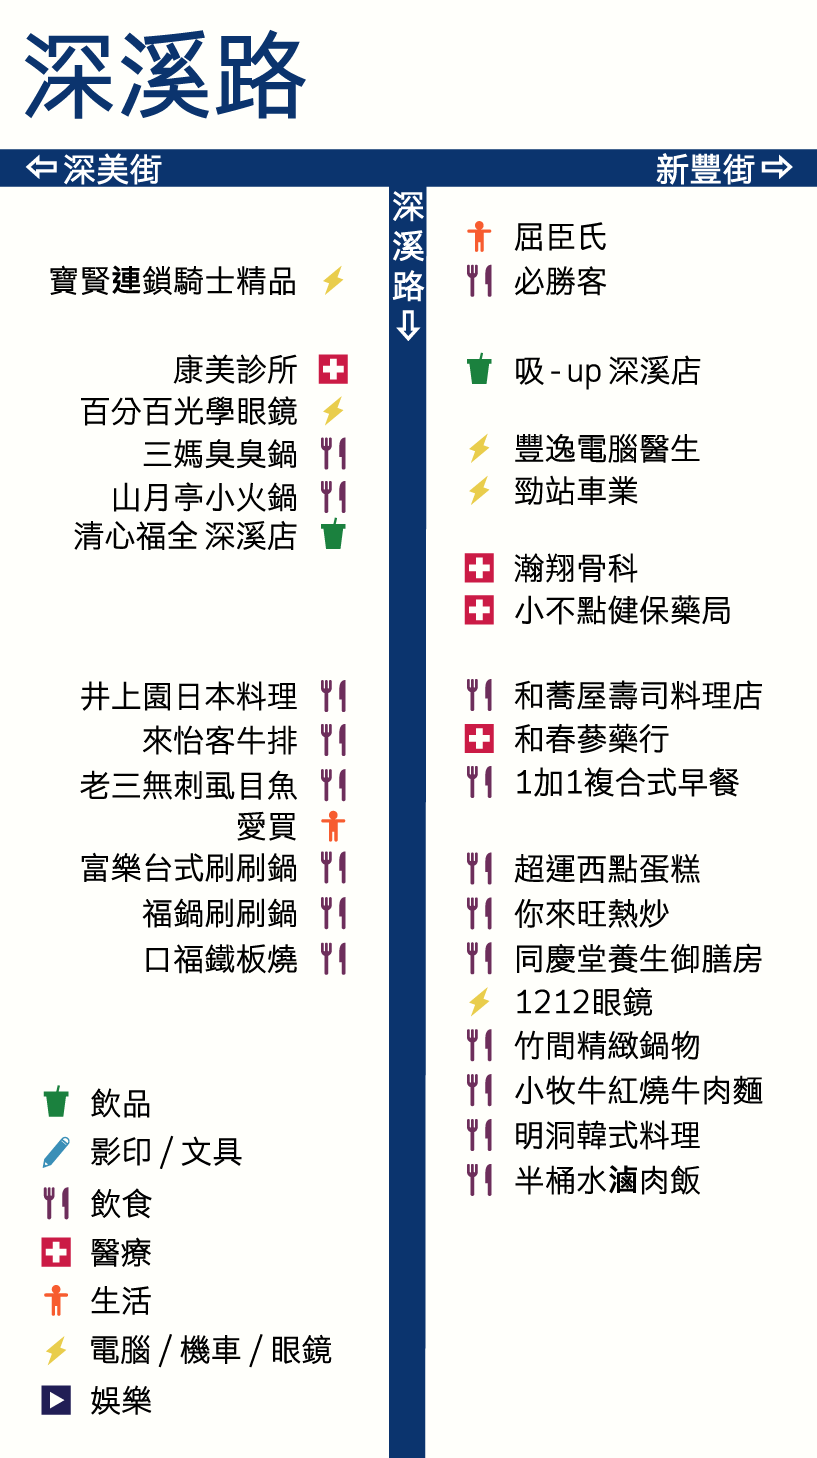 深溪路
深美街
新豐街
深溪路
寶賢連鎖騎士精品
康美診所
百分百光學眼鏡
三媽臭臭鍋
山月亭小火鍋
清心福全 深溪店
井上園日本料理
來怡客牛排
老三無刺虱目魚
愛買
富樂台式刷刷鍋
福鍋刷刷鍋
口福鐵板燒
屈臣氏
必勝客
吸 - up 深溪店
豐逸電腦醫生
勁站車業
瀚翔骨科
小不點健保藥局
和蕎屋壽司料理店
和春蔘藥行
1加1複合式早餐
超運西點蛋糕
你來旺熱炒
同慶堂養生御膳房
1212眼鏡
竹間精緻鍋物
小牧牛紅燒牛肉麵
明洞韓式料理
半桶水滷肉飯
飲品
影印 / 文具
飲食
醫療
生活
電腦 / 機車 / 眼鏡
娛樂